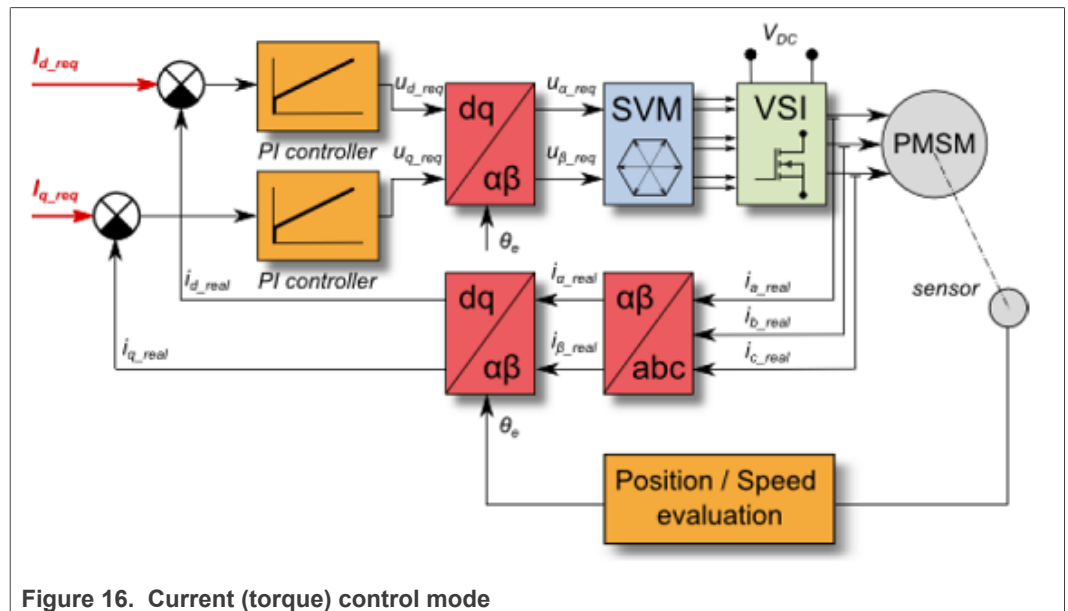 V_DC
I_d_req
u_d_req
u_α_req
dq
SVM
VSI
PMSM
PI controller
u_q_req
u_β_req
I_q_req
αβ
θ_e
PI controller
i_d_real
dq
i_α_real
αβ
i_a_real
sensor
i_b_real
i_q_real
αβ
i_β_real
abc
i_c_real
θ_e
Position / Speed
evaluation
Figure 16. Current (torque) control mode